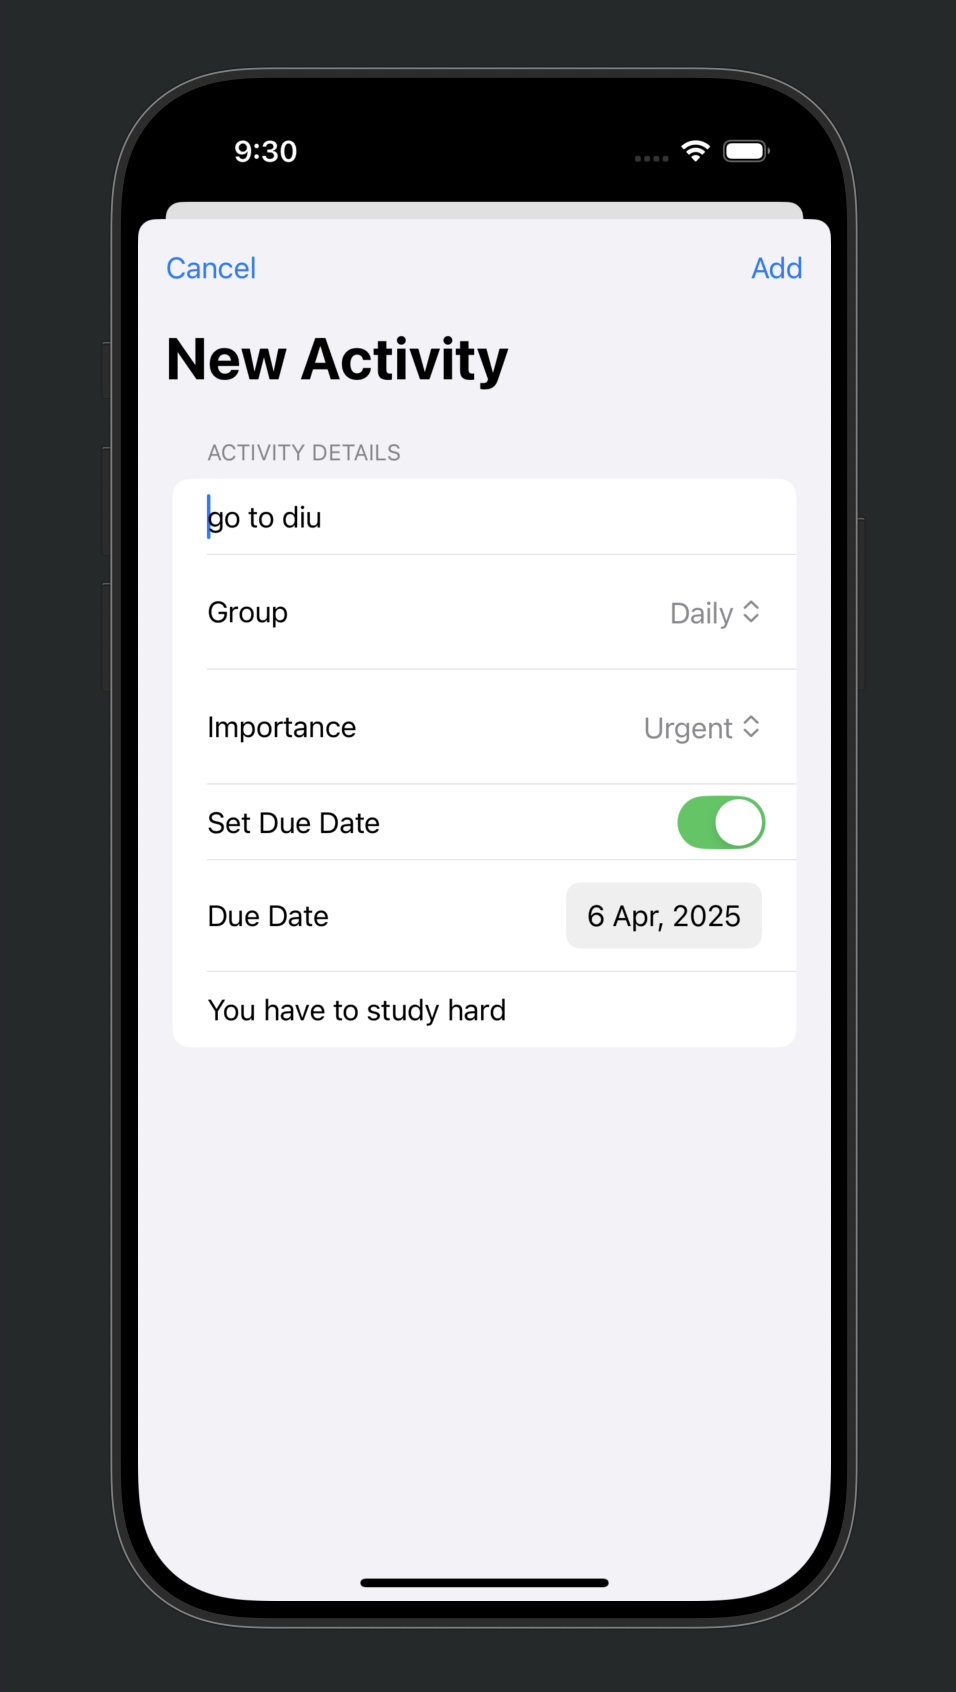 9:30
Cancel Add
New Activity
ACTIVITY DETAILS
go to diu
Group Daily
Importance Urgent
Set Due Date
Due Date 6 Apr, 2025
You have to study hard